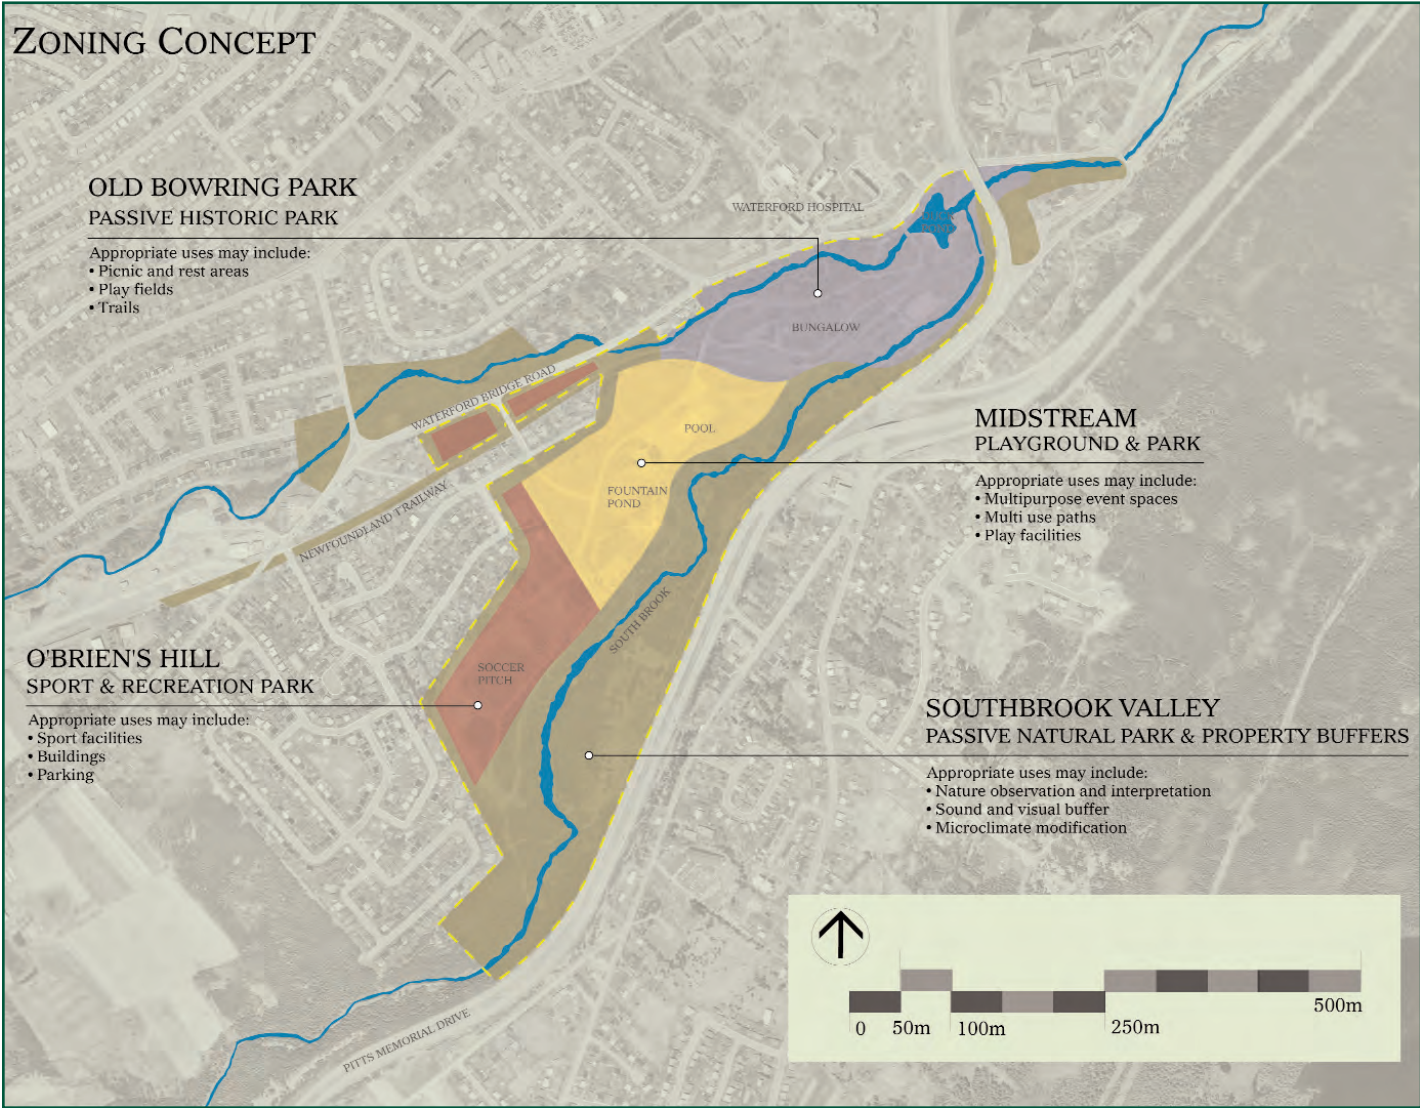 ZONING CONCEPT
OLD BOWRING PARK
PASSIVE HISTORIC PARK
Appropriate uses may include:
• Picnic and rest areas
• Play fields
• Trails
WATERFORD HOSPITAL
DUCK
POND
BUNGALOW
WATERFORD BRIDGE ROAD
POOL
FOUNTAIN
POND
NEWFOUNDLAND TRAILWAY
MIDSTREAM
PLAYGROUND & PARK
Appropriate uses may include:
• Multipurpose event spaces
• Multi use paths
• Play facilities
SOUTH BROOK
SOCCER
PITCH
O'BRIEN'S HILL
SPORT & RECREATION PARK
Appropriate uses may include:
• Sport facilities
• Buildings
• Parking
SOUTHBROOK VALLEY
PASSIVE NATURAL PARK & PROPERTY BUFFERS
Appropriate uses may include:
• Nature observation and interpretation
• Sound and visual buffer
• Microclimate modification
PITTS MEMORIAL DRIVE
0 50m 100m 250m 500m